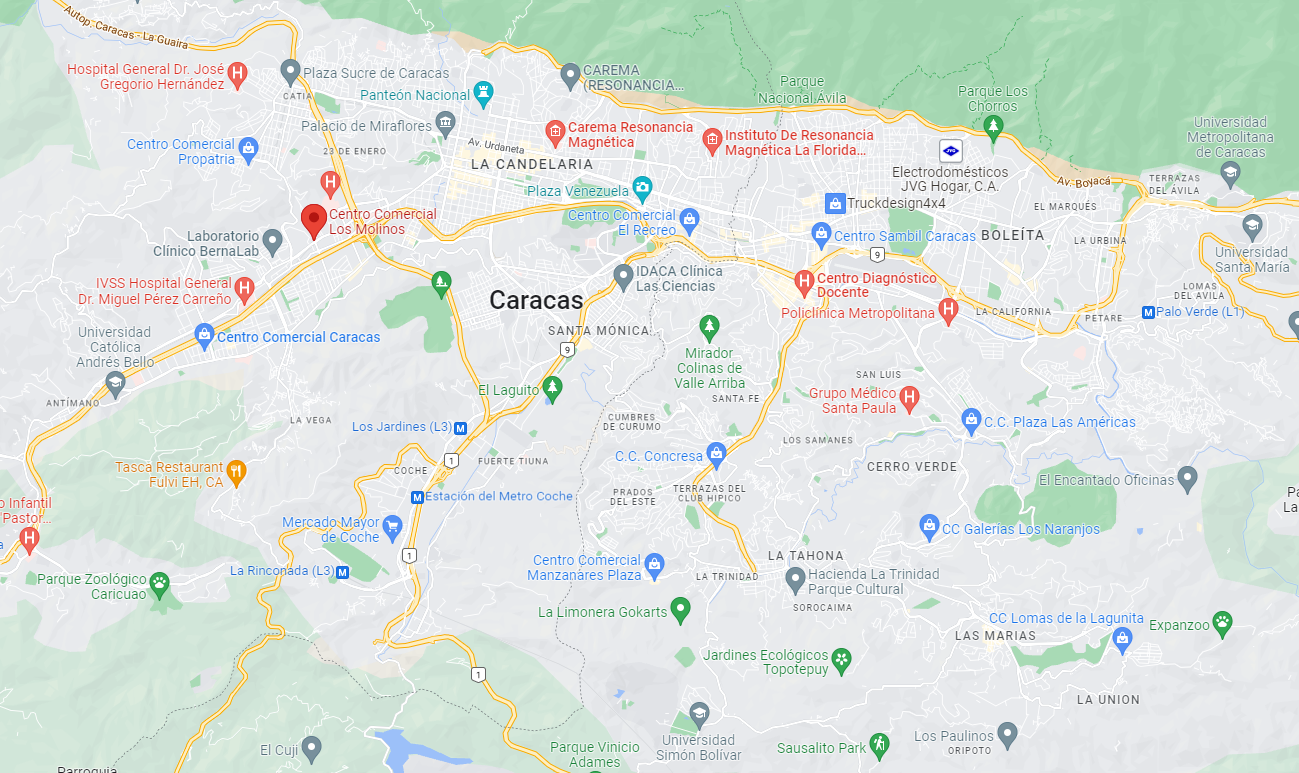 Autop. Caracas - La Guaira
Hospital General Dr. José
Gregorio Hernández
Plaza Sucre de Caracas
CATIA
Panteón Nacional
CAREMA
(RESONANCIA...
Parque
Nacional Ávila
Parque Los
Chorros
Universidad
Metropolitana
de Caracas
Palacio de Miraflores
Centro Comercial
Propatria
23 DE ENERO
Av. Urdaneta
LA CANDELARIA
Carema Resonancia
Magnética
Instituto De Resonancia
Magnética La Florida...
JVG
Electrodomésticos
JVG Hogar, C.A.
Av. Boyacá
TERRAZAS
DEL ÁVILA
Plaza Venezuela
Truckdesign4x4
EL MARQUÉS
Centro Comercial
Los Molinos
Centro Comercial
El Recreo
Centro Sambil Caracas
BOLEÍTA
LA URBINA
Laboratorio
Clínico BernaLab
9
Universidad
Santa María
IVSS Hospital General
Dr. Miguel Pérez Carreño
IDACA Clínica
Las Ciencias
Centro Diagnóstico
Docente
LOMAS
DEL AVILA
Caracas
Policlínica Metropolitana
LA CALIFORNIA
PETARE
Palo Verde (L1)
Universidad
Católica
Andrés Bello
Centro Comercial Caracas
SANTA MÓNICA
9
Mirador
Colinas de
Valle Arriba
SANTA FE
SAN LUIS
ANTÍMANO
El Laguito
Grupo Médico
Santa Paula
LA VEGA
Los Jardines (L3)
CUMBRES
DE CURUMO
C.C. Plaza Las Américas
LOS SAMANES
Tasca Restaurant
Fulvi EH, CA
COCHE
1
FUERTE TIUNA
C.C. Concresa
CERRO VERDE
Estación del Metro Coche
PRADOS
DEL ESTE
TERRAZAS DEL
CLUB HIPICO
El Encantado Oficinas
Pa
La
o Infantil
Pastor...
a
Mercado Mayor
de Coche
CC Galerías Los Naranjos
1
LA TAHONA
La Rinconada (L3)
Centro Comercial
Manzanares Plaza
LA TRINIDAD
Hacienda La Trinidad
Parque Cultural
Parque Zoológico
Caricuao
SOROCAIMA
La Limonera Gokarts
CC Lomas de la Lagunita
Expanzoo
LAS MARIAS
Jardines Ecológicos
Topotepuy
1
LA UNION
El Cují
Parque Vinicio
Adames
Universidad
Simón Bolívar
Sausalito Park
Los Paulinos
ORIPOTO
Parroquia